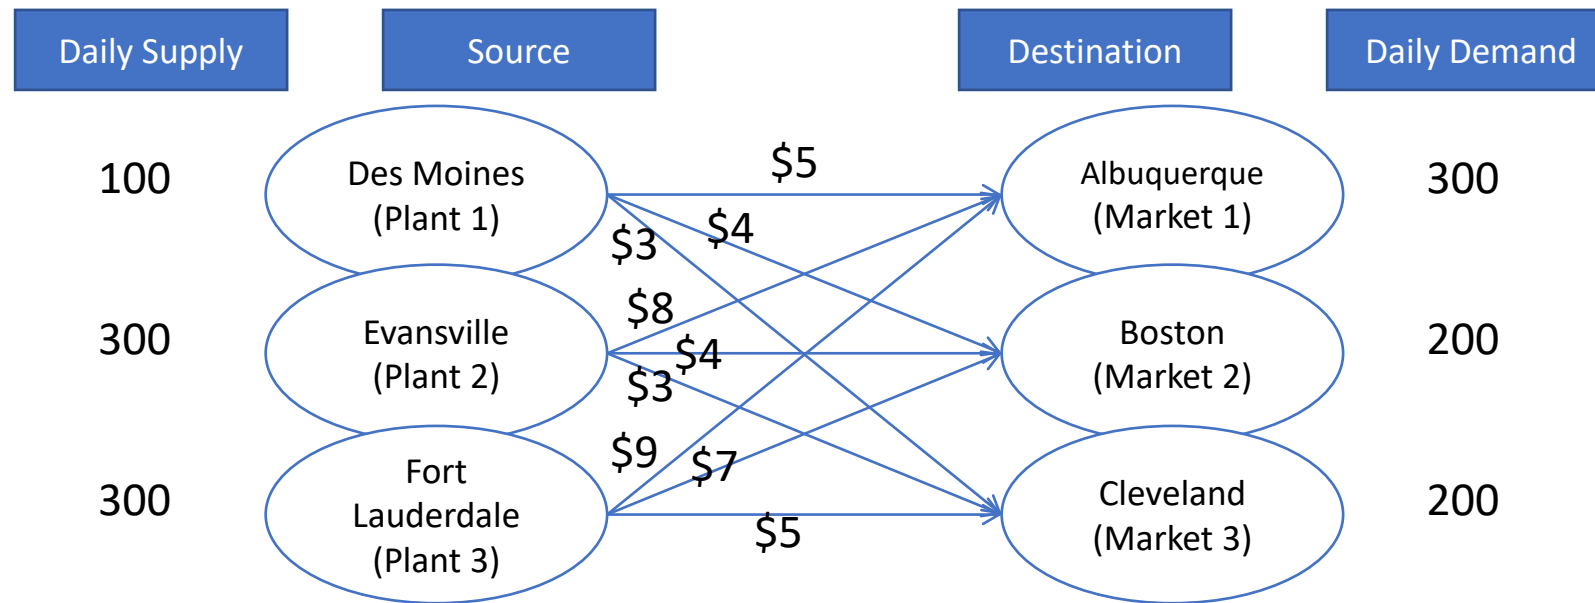 Daily Supply
Source
Destination
Daily Demand
100
Des Moines
(Plant 1)
$5
Albuquerque
(Market 1)
300
$3
$4
300
Evansville
(Plant 2)
$8
$4
$3
Boston
(Market 2)
200
300
Fort
Lauderdale
(Plant 3)
$9
$7
$5
Cleveland
(Market 3)
200